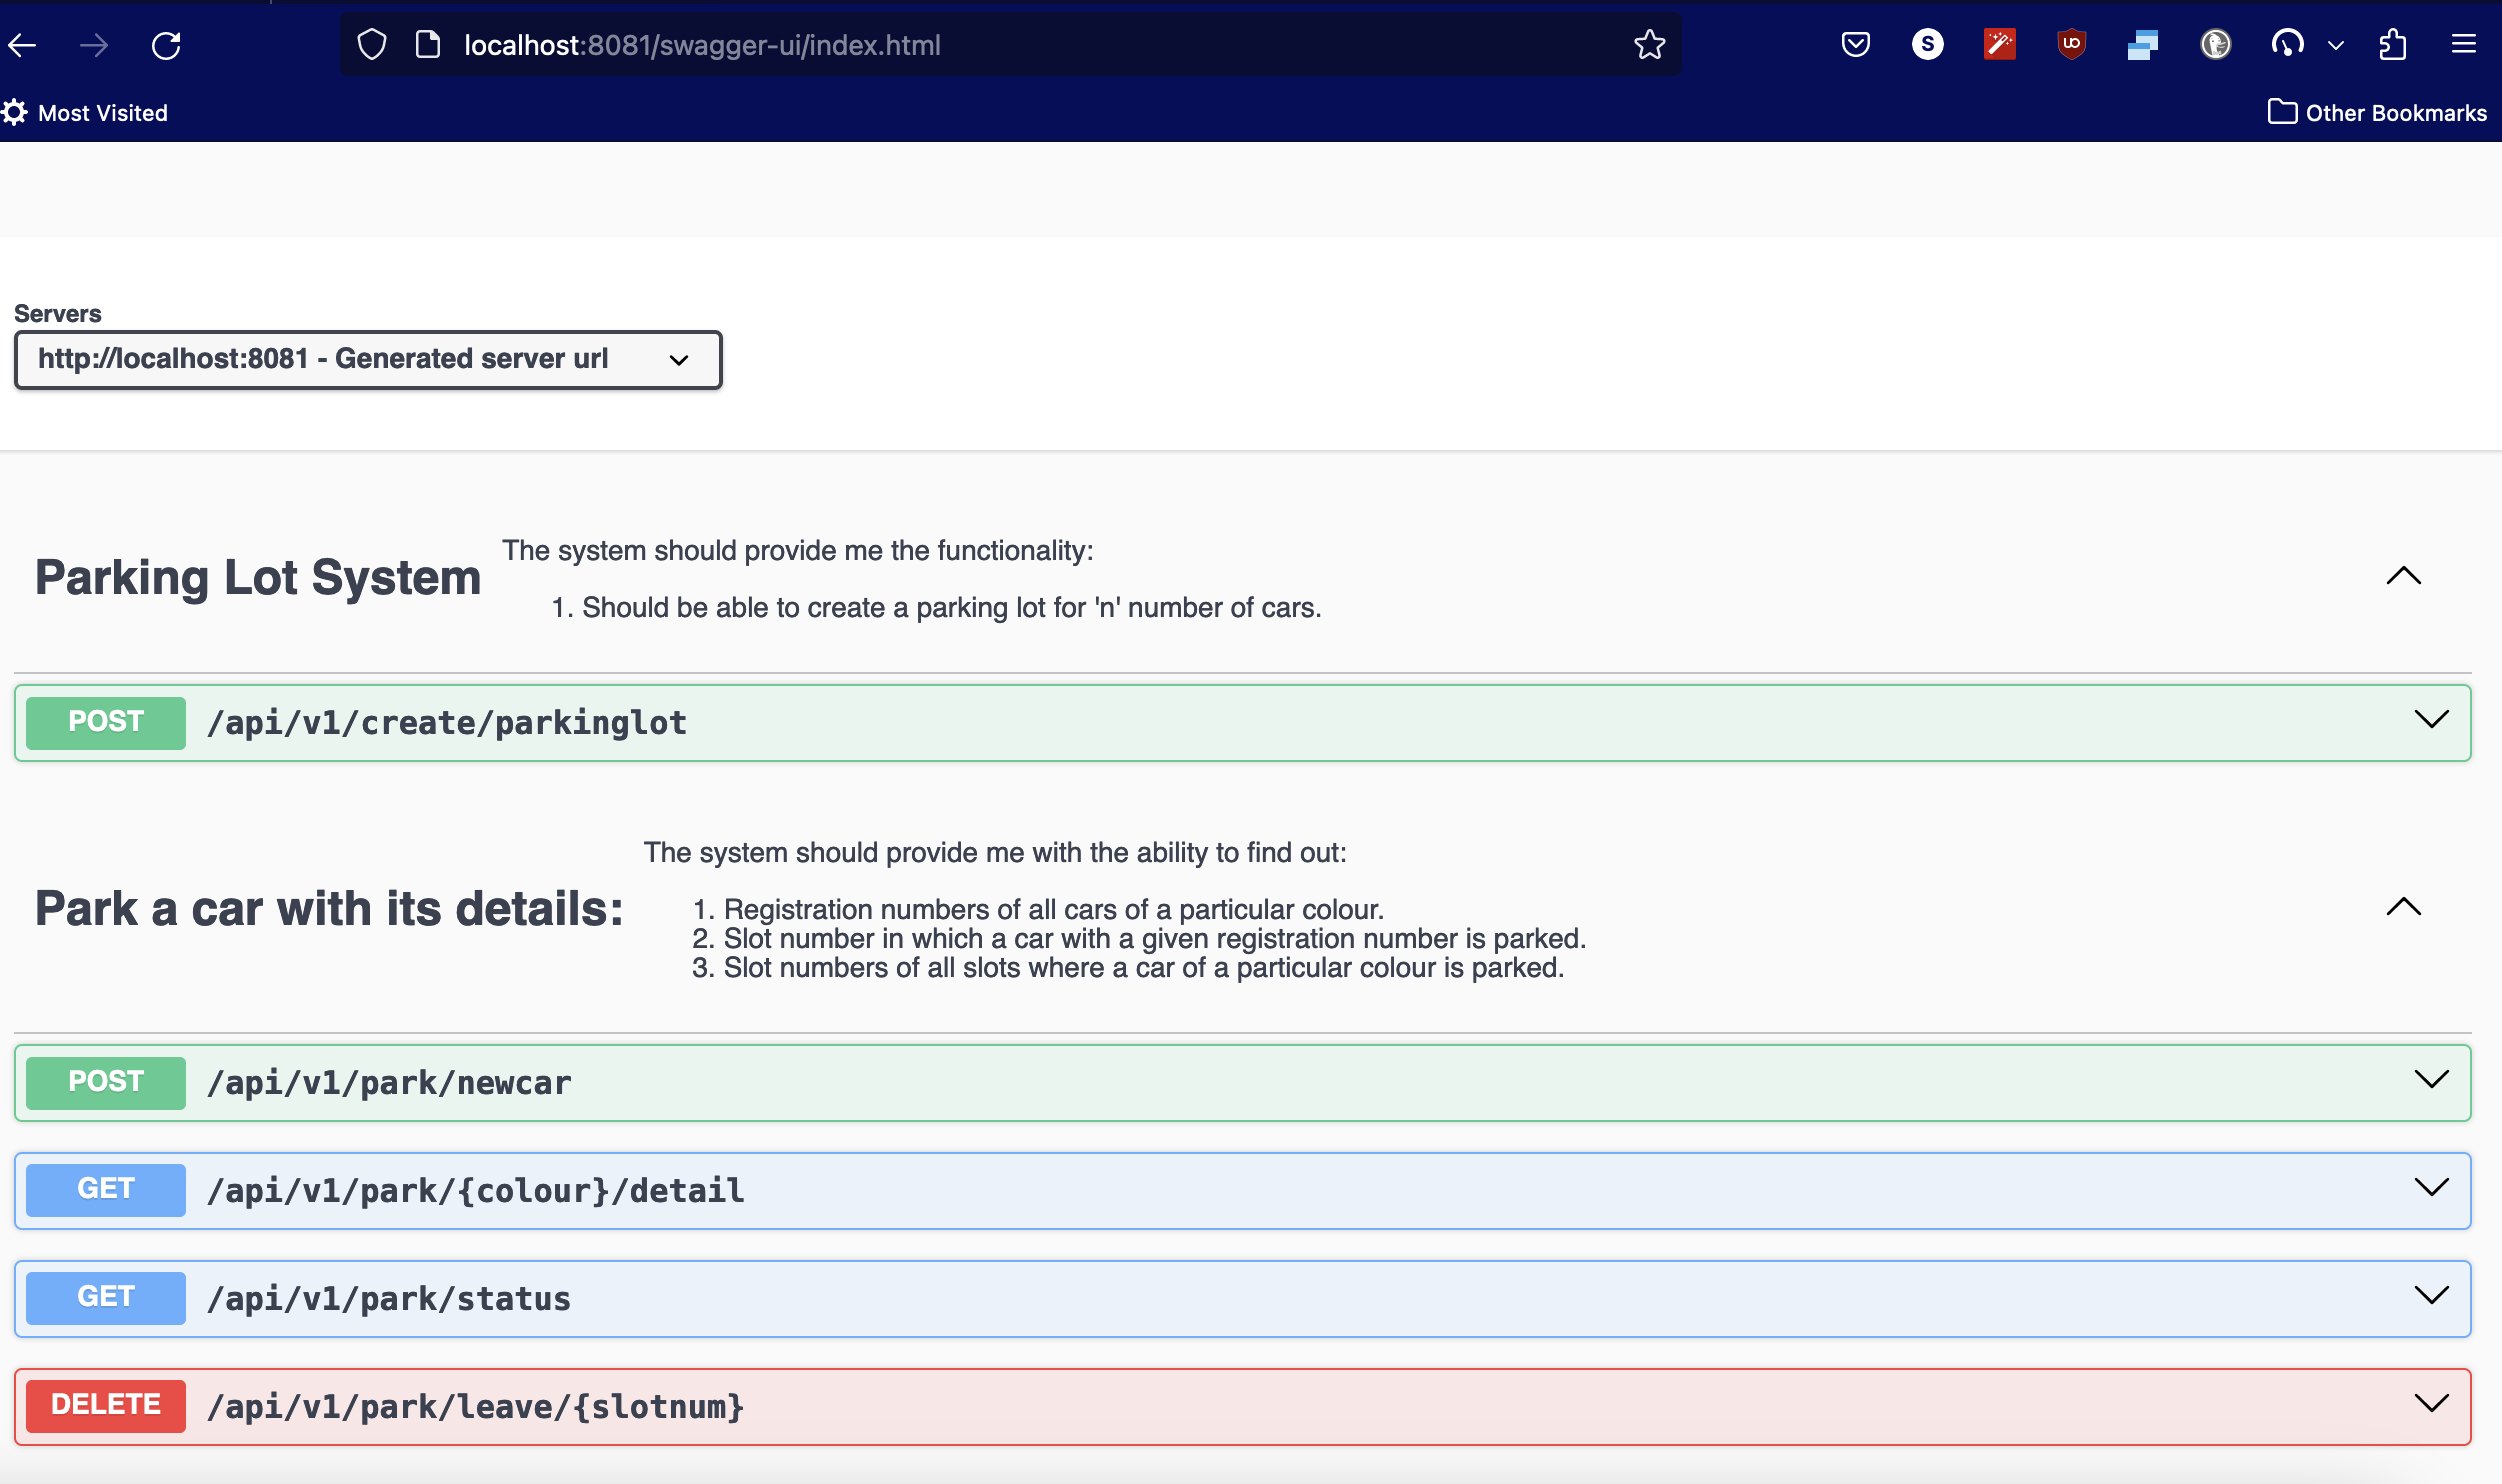 localhost:8081/swagger-ui/index.html
S
uo
Most Visited
Other Bookmarks
Servers
http://localhost:8081 - Generated server url
Parking Lot System
The system should provide me the functionality:
1. Should be able to create a parking lot for 'n' number of cars.
POST /api/v1/create/parkinglot
Park a car with its details:
The system should provide me with the ability to find out:
1. Registration numbers of all cars of a particular colour.
2. Slot number in which a car with a given registration number is parked.
3. Slot numbers of all slots where a car of a particular colour is parked.
POST /api/v1/park/newcar
GET /api/v1/park/{colour}/detail
GET /api/v1/park/status
DELETE /api/v1/park/leave/{slotnum}